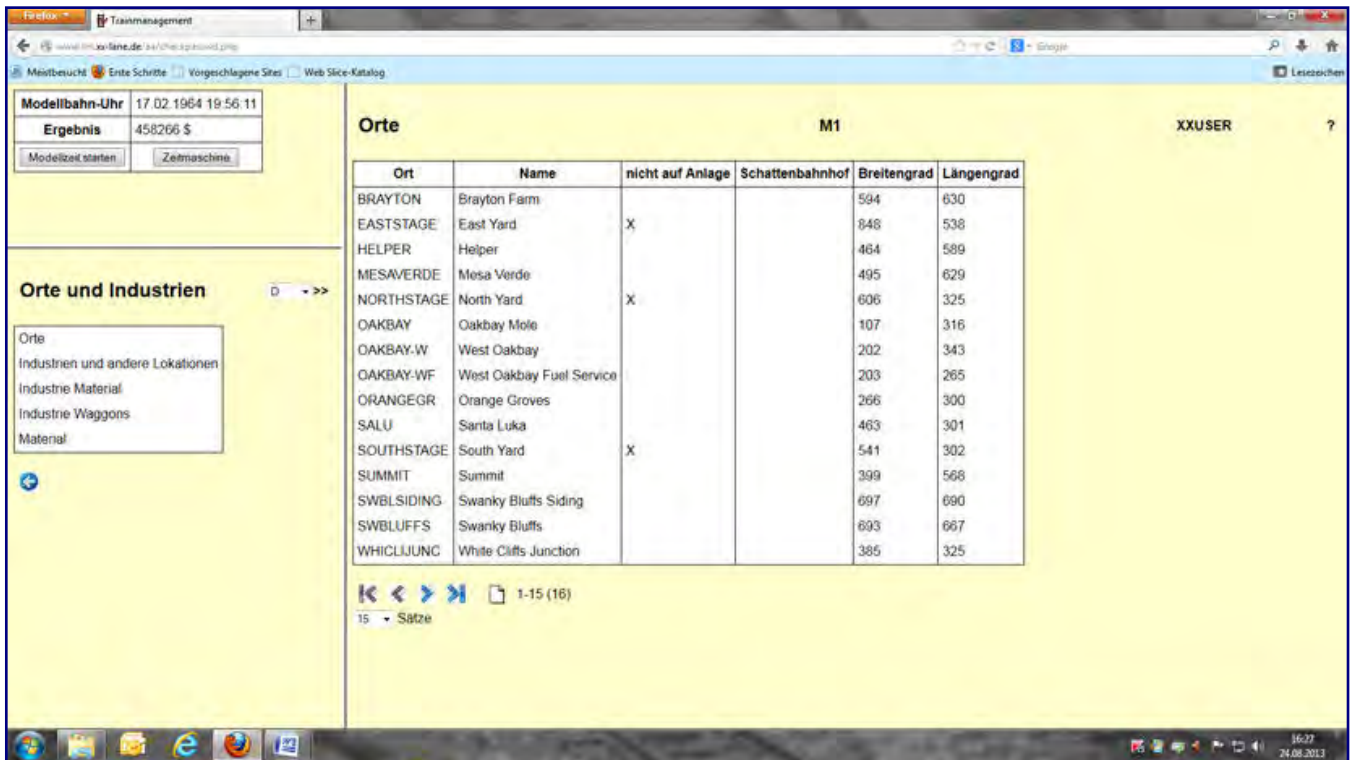 Firefox
Trainmanagement
+
Google
Meistbesucht Erste Schritte Vorgeschlagene Sites Web Slice-Katalog
Lesezeichen
Modellbahn-Uhr 17.02.1964 19:56:11
Ergebnis 458266 $
Modellzeit starten Zeitmaschine
Orte und Industrien D >>
Orte
Industrien und andere Lokationen
Industrie Material
Industrie Waggons
Material
Orte M1 XXUSER ?
Ort Name nicht auf Anlage Schattenbahnhof Breitengrad Längengrad
BRAYTON Brayton Farm 594 630
EASTSTAGE East Yard X 848 538
HELPER Helper 464 589
MESAVERDE Mesa Verde 495 629
NORTHSTAGE North Yard X 606 325
OAKBAY Oakbay Mole 107 316
OAKBAY-W West Oakbay 202 343
OAKBAY-WF West Oakbay Fuel Service 203 265
ORANGEGR Orange Groves 266 300
SALU Santa Luka 463 301
SOUTHSTAGE South Yard X 541 302
SUMMIT Summit 399 568
SWBLSIDING Swanky Bluffs Siding 697 690
SWBLUFFS Swanky Bluffs 693 667
WHICLIJUNC White Cliffs Junction 385 325
1-15 (16)
15 Sätze
16:27
24.08.2013